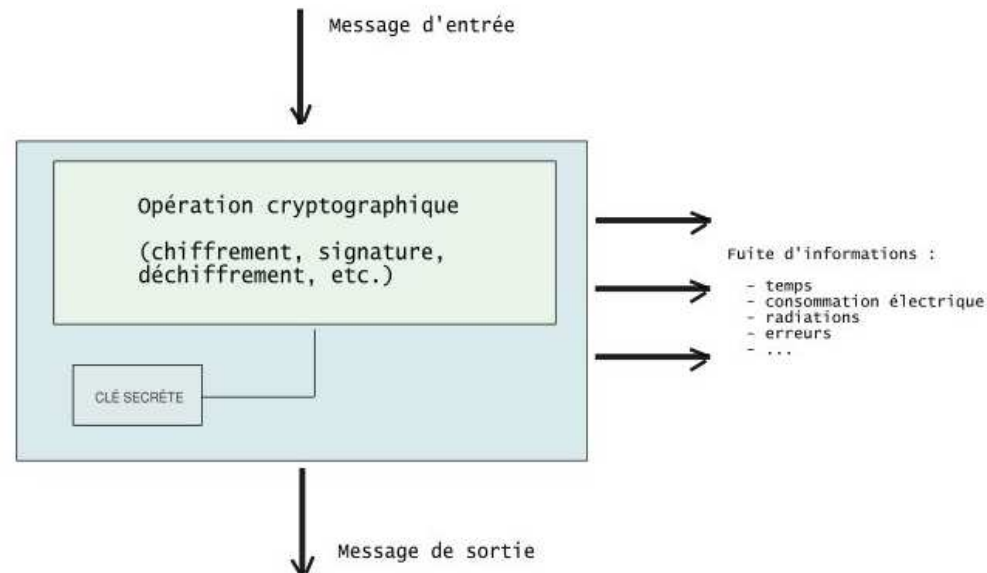 Message d'entrée
Opération cryptographique
(chiffrement, signature,
déchiffrement, etc.)
Fuite d'informations :
- temps
- consommation électrique
- radiations
- erreurs
- ...
CLÉ SECRÈTE
Message de sortie